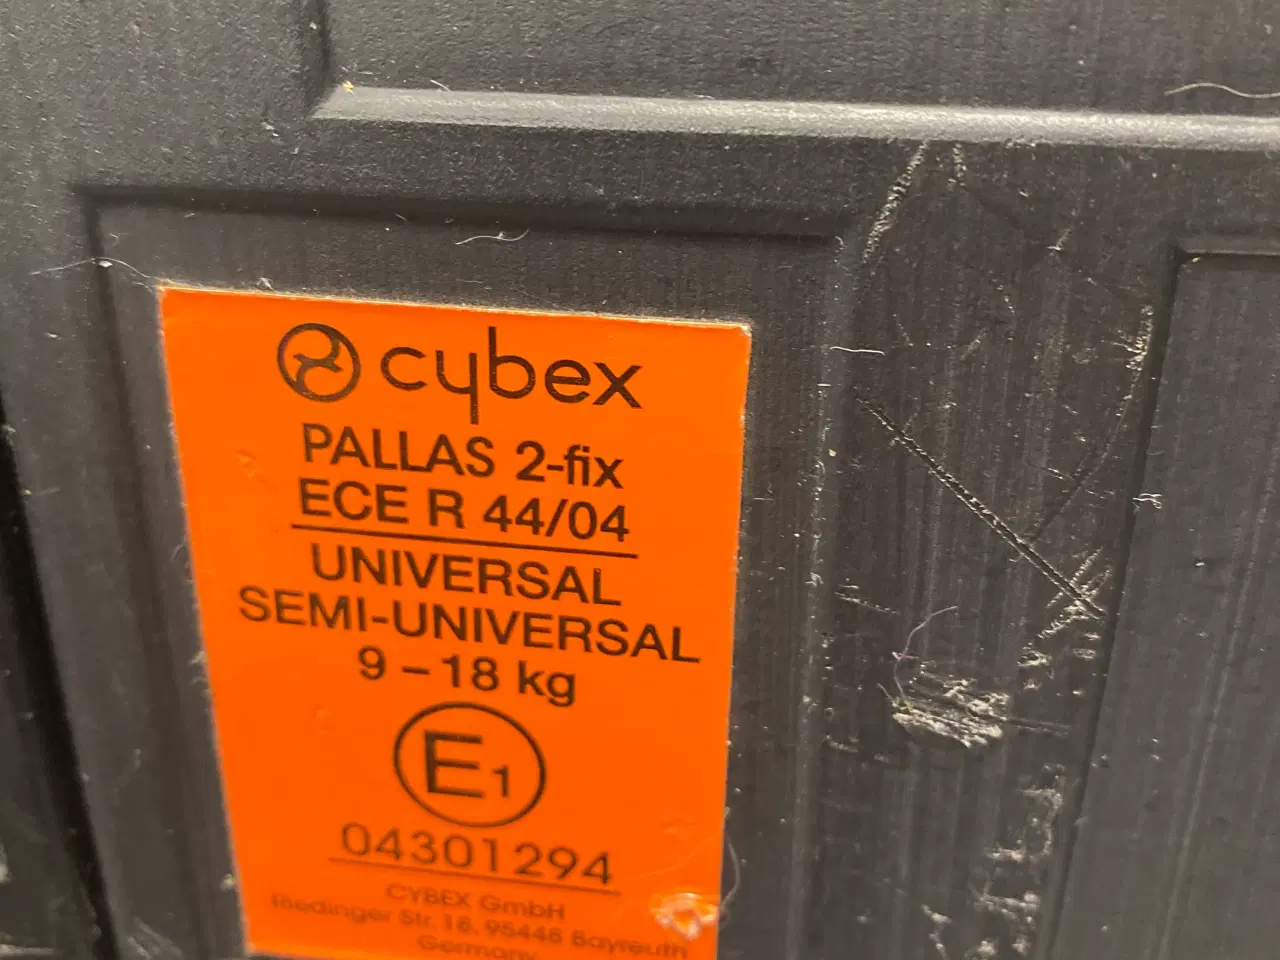 cybex
PALLAS 2-fix
ECE R 44/04
UNIVERSAL
SEMI-UNIVERSAL
9 – 18 kg
E1
04301294
CYBEX GmbH
Riedinger Str. 18, 95448 Bayreuth
Germany